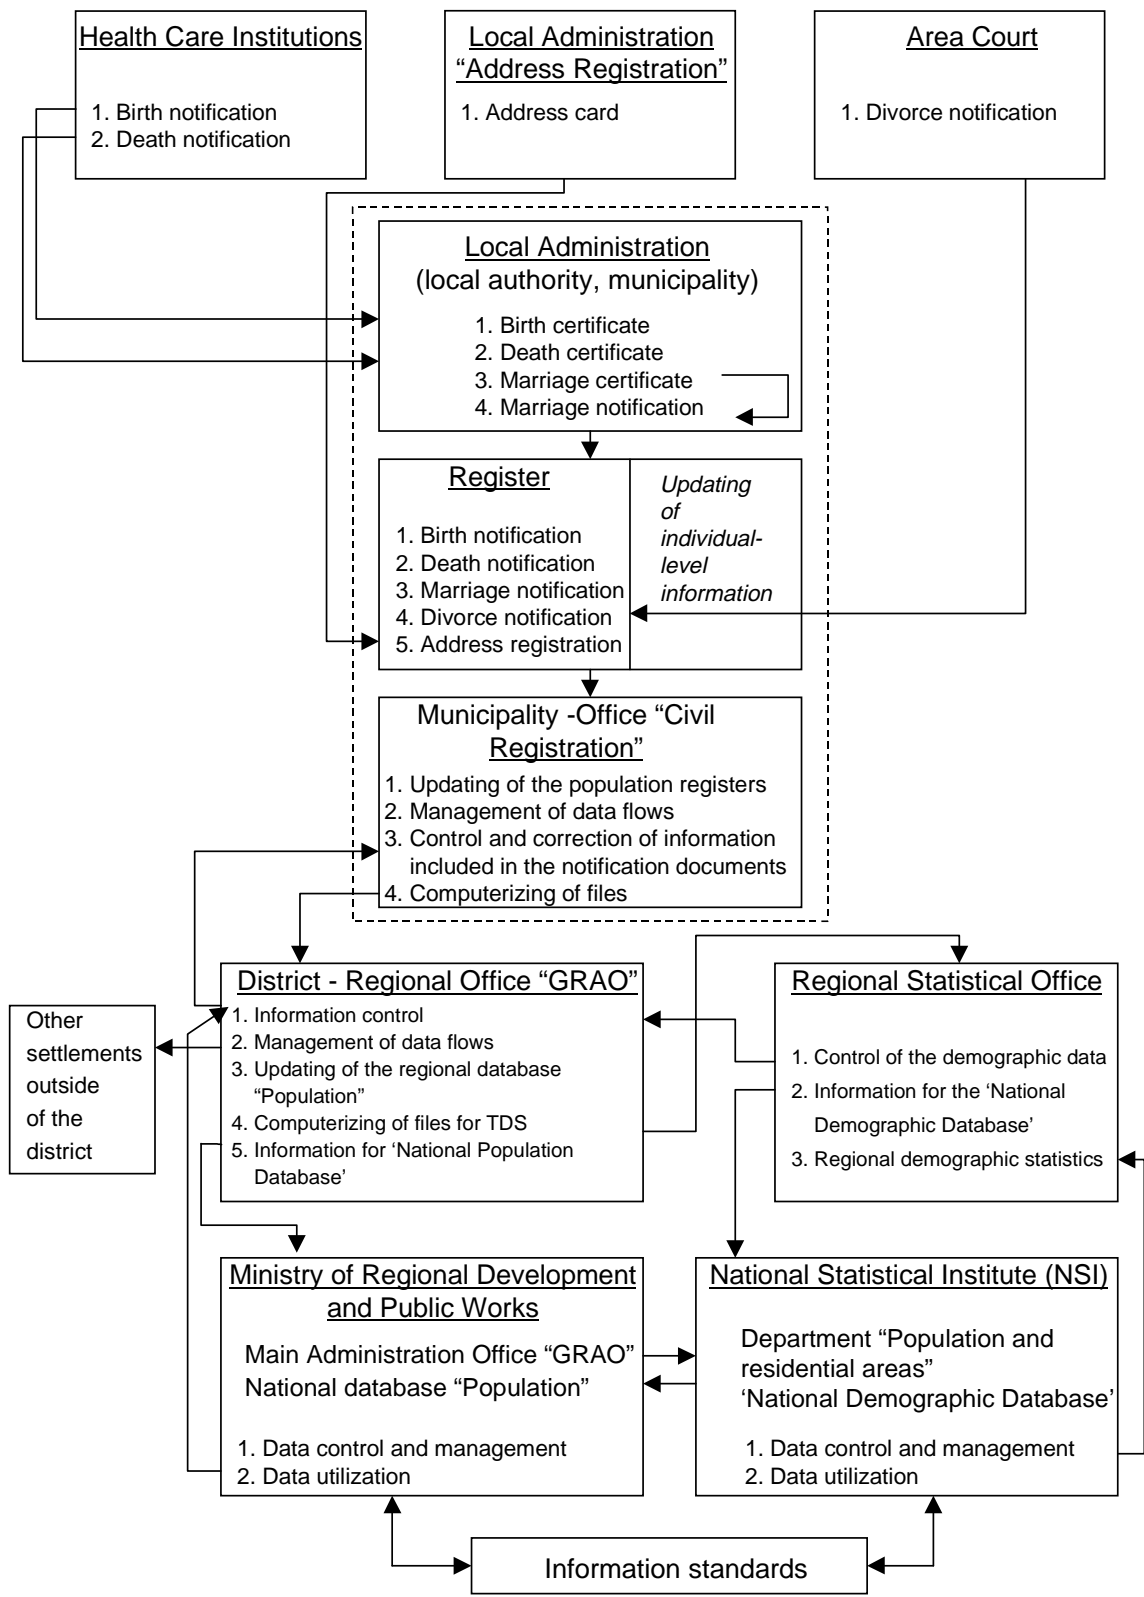 Health Care Institutions
1. Birth notification
2. Death notification
Local Administration
“Address Registration”
1. Address card
Area Court
1. Divorce notification
Local Administration
(local authority, municipality)
1. Birth certificate
2. Death certificate
3. Marriage certificate
4. Marriage notification
Register
1. Birth notification
2. Death notification
3. Marriage notification
4. Divorce notification
5. Address registration
Updating
of
individual-
level
information
Municipality -Office “Civil
Registration”
1. Updating of the population registers
2. Management of data flows
3. Control and correction of information
included in the notification documents
4. Computerizing of files
Other
settlements
outside
of the
district
District - Regional Office “GRAO”
1. Information control
2. Management of data flows
3. Updating of the regional database
“Population”
4. Computerizing of files for TDS
5. Information for ‘National Population
Database’
Regional Statistical Office
1. Control of the demographic data
2. Information for the ‘National
Demographic Database’
3. Regional demographic statistics
Ministry of Regional Development
and Public Works
Main Administration Office “GRAO”
National database “Population”
1. Data control and management
2. Data utilization
National Statistical Institute (NSI)
Department “Population and
residential areas”
‘National Demographic Database’
1. Data control and management
2. Data utilization
Information standards